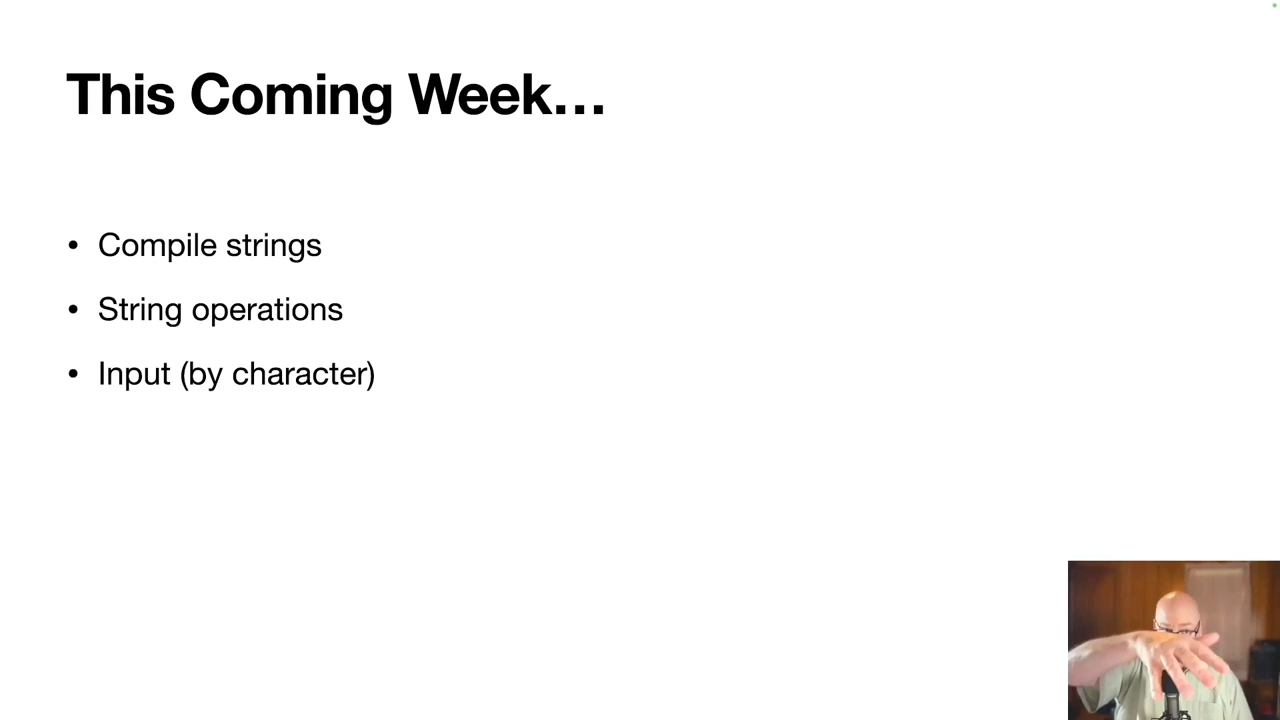 This Coming Week…
• Compile strings
• String operations
• Input (by character)